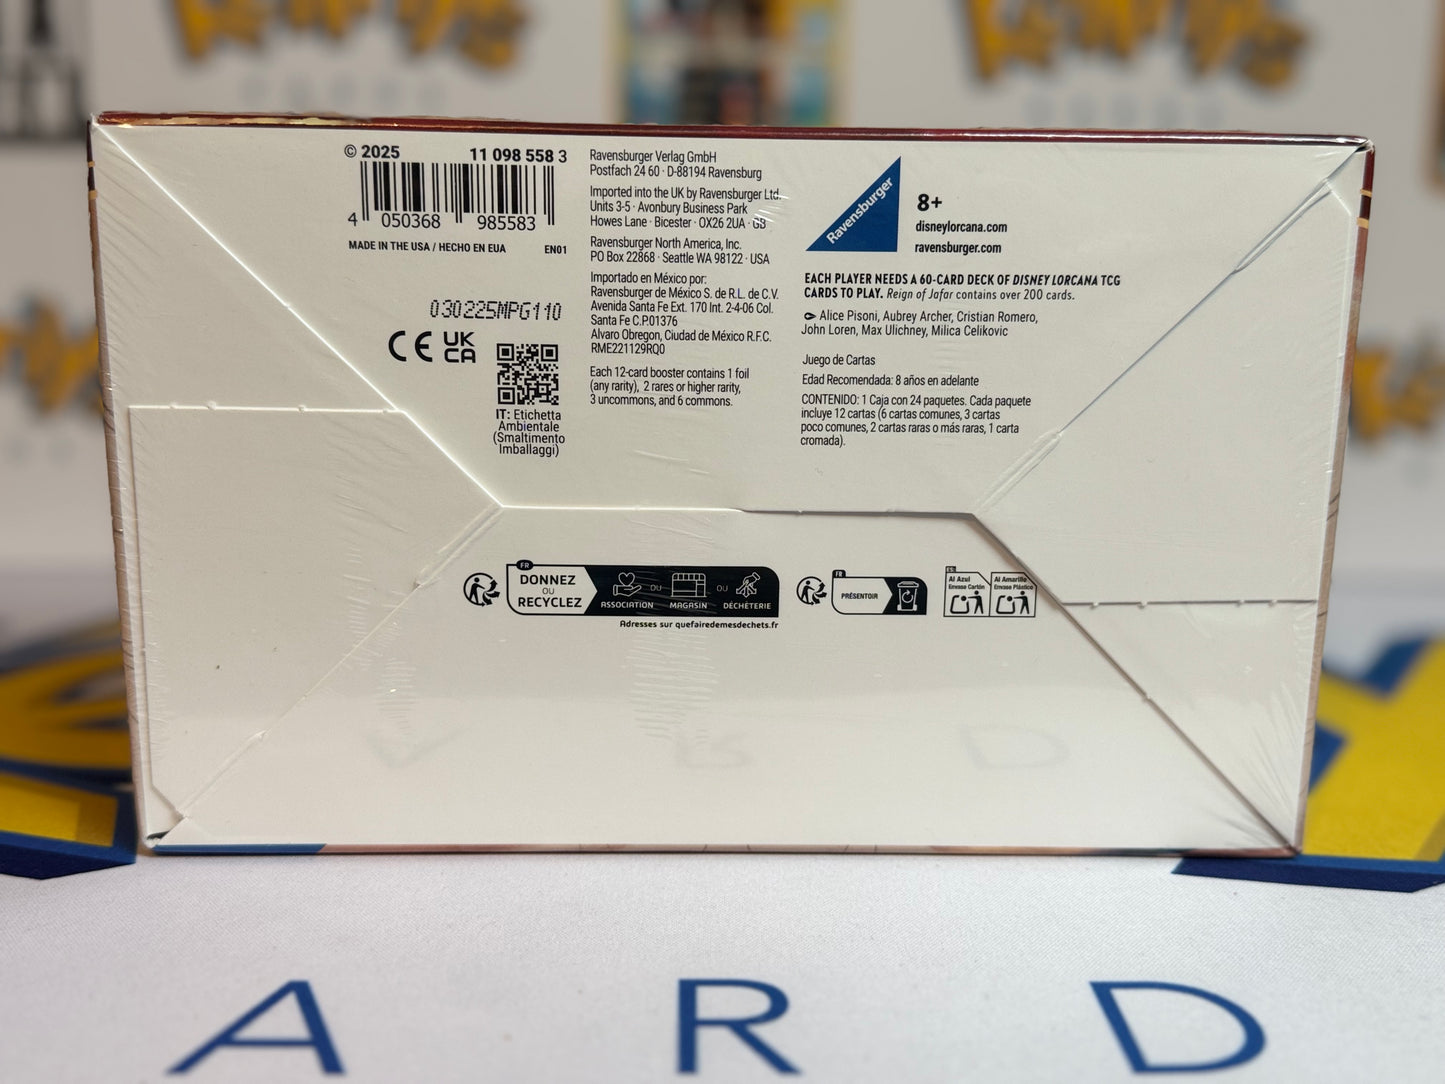 © 2025
11 098 558 3
4 050368 985583
MADE IN THE USA / HECHO EN EUA
EN01
030225MPG110
CE
UK
CA
IT: Etichetta
Ambientale
(Smaltimento
Imballaggi)
Ravensburger Verlag GmbH
Postfach 24 60 · D-88194 Ravensburg
Imported into the UK by Ravensburger Ltd.
Units 3-5 · Avonbury Business Park
Howes Lane · Bicester · OX26 2UA · GB
Ravensburger North America, Inc.
PO Box 22868 · Seattle WA 98122 · USA
Importado en México por:
Ravensburger de México S. de R.L. de C.V.
Avenida Santa Fe Ext. 170 Int. 2-4-06 Col.
Santa Fe C.P.01376
Alvaro Obregon, Ciudad de México R.F.C.
RME221129RQ0
Each 12-card booster contains 1 foil
(any rarity), 2 rares or higher rarity,
3 uncommons, and 6 commons.
Ravensburger
8+
disneylorcana.com
ravensburger.com
EACH PLAYER NEEDS A 60-CARD DECK OF DISNEY LORCANA TCG
CARDS TO PLAY. Reign of Jafar contains over 200 cards.
Alice Pisoni, Aubrey Archer, Cristian Romero,
John Loren, Max Ulichney, Milica Celikovic
Juego de Cartas
Edad Recomendada: 8 años en adelante
CONTENIDO: 1 Caja con 24 paquetes. Cada paquete
incluye 12 cartas (6 cartas comunes, 3 cartas
poco comunes, 2 cartas raras o más raras, 1 carta
cromada).
FR
DONNEZ
OU
RECYCLEZ
ASSOCIATION
OU
MAGASIN
OU
DÉCHÈTERIE
Adresses sur quefairedemesdechets.fr
FR
PRÉSENTOIR
ES
Al Azul
Envase Cartón
Al Amarillo
Envase Plástico
A R D